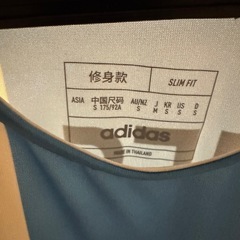 修身款 SLIM FIT
ASIA 中国尺码 AU/NZ J KR US D
S 175/92A S M S S S
adidas
MADE IN THAILAND